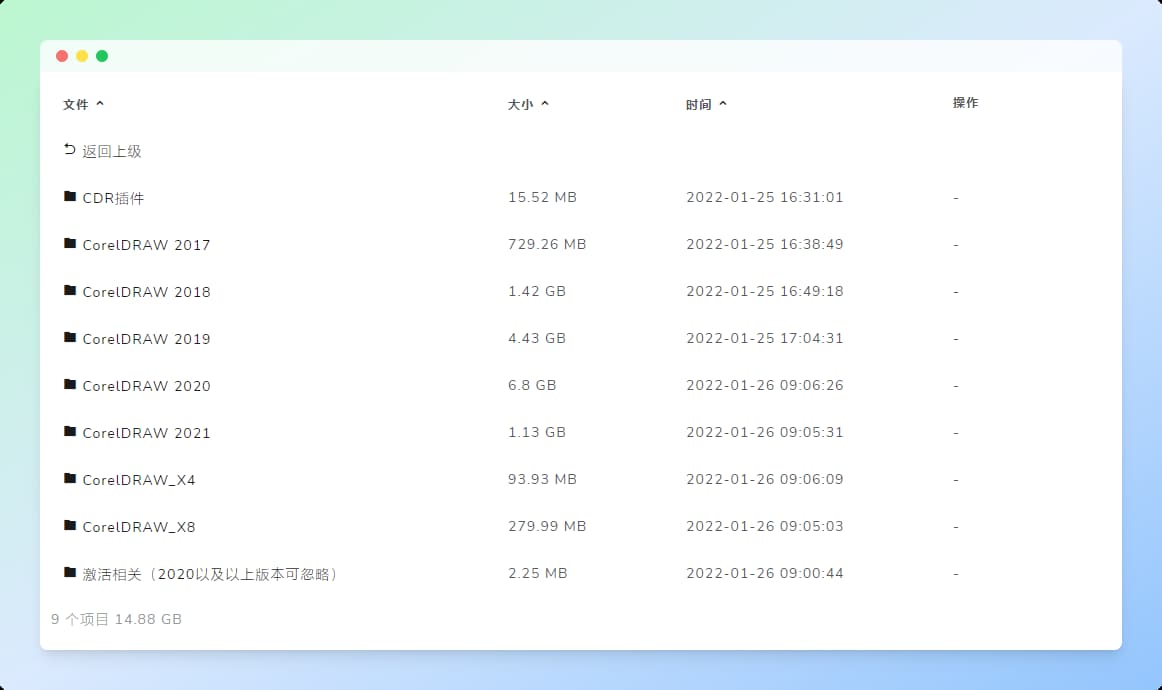 文件 大小 时间 操作
返回上级
CDR插件 15.52 MB 2022-01-25 16:31:01 -
CorelDRAW 2017 729.26 MB 2022-01-25 16:38:49 -
CorelDRAW 2018 1.42 GB 2022-01-25 16:49:18 -
CorelDRAW 2019 4.43 GB 2022-01-25 17:04:31 -
CorelDRAW 2020 6.8 GB 2022-01-26 09:06:26 -
CorelDRAW 2021 1.13 GB 2022-01-26 09:05:31 -
CorelDRAW_X4 93.93 MB 2022-01-26 09:06:09 -
CorelDRAW_X8 279.99 MB 2022-01-26 09:05:03 -
激活相关（2020以及以上版本可忽略） 2.25 MB 2022-01-26 09:00:44 -
9 个项目 14.88 GB